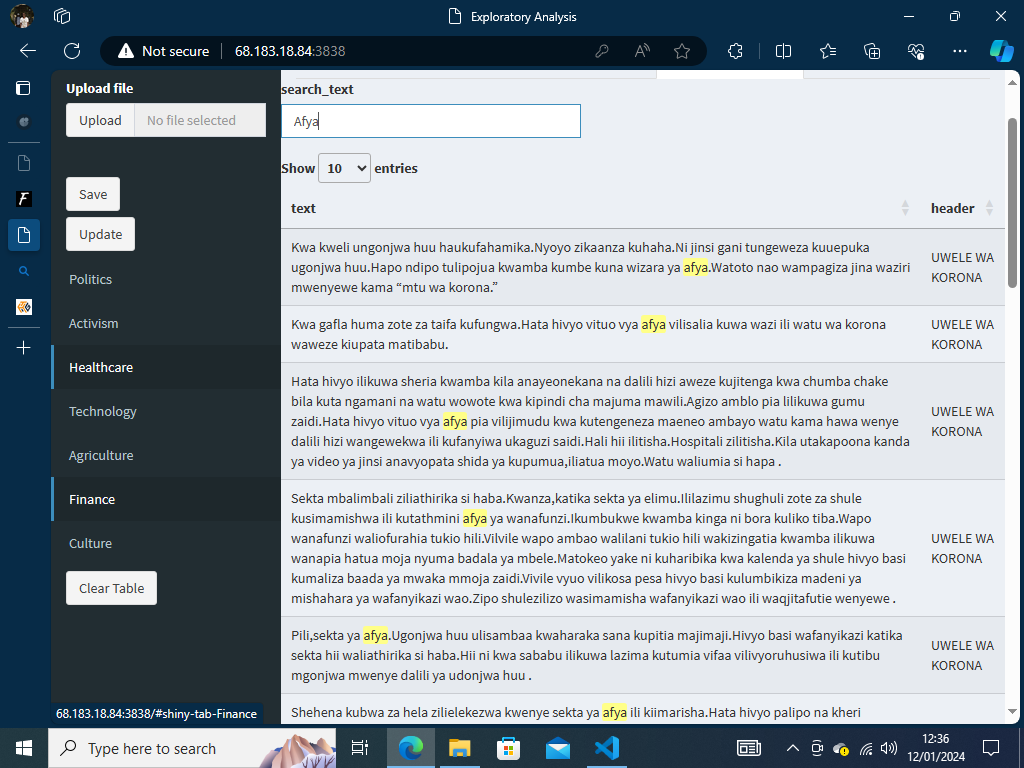 Exploratory Analysis
Not secure
68.183.18.84:3838
Upload file
Upload
No file selected
Save
Update
Politics
Activism
Healthcare
Technology
Agriculture
Finance
Culture
Clear Table
68.183.18.84:3838/#shiny-tab-Finance
search_text
Afya
Show 10 entries
text header
Kwa kweli ungonjwa huu haukufahamika.Nyoyo zikaanza kuhaha.Ni jinsi gani tungeweza kuuepuka
ugonjwa huu.Hapo ndipo tulipojua kwamba kumbe kuna wizara ya afya.Watoto nao wampagiza jina waziri
mwenyewe kama “mtu wa korona.”
UWELE WA
KORONA
Kwa gafla huma zote za taifa kufungwa.Hata hivyo vituo vya afya vilisalia kuwa wazi ili watu wa korona
waweze kiupata matibabu.
UWELE WA
KORONA
Hata hivyo ilikuwa sheria kwamba kila anayeonekana na dalili hizi aweze kujitenga kwa chumba chake
bila kuta ngamani na watu wowote kwa kipindi cha majuma mawili.Agizo amblo pia lilikuwa gumu
zaidi.Hata hivyo vituo vya afya pia vilijimudu kwa kutengeneza maeneo ambayo watu kama hawa wenye
dalili hizi wangewekwa ili kufanyiwa ukaguzi saidi.Hali hii ilitisha.Hospitali zilitisha.Kila utakapoona kanda
ya video ya jinsi anavyopata shida ya kupumua,iliatua moyo.Watu waliumia si hapa .
UWELE WA
KORONA
Sekta mbalimbali ziliathirika si haba.Kwanza,katika sekta ya elimu.Ililazimu shughuli zote za shule
kusimamishwa ili kutathmini afya ya wanafunzi.Ikumbukwe kwamba kinga ni bora kuliko tiba.Wapo
wanafunzi waliofurahia tukio hili.Vilvile wapo ambao walilani tukio hili wakizingatia kwamba ilikuwa
wanapia hatua moja nyuma badala ya mbele.Matokeo yake ni kuharibika kwa kalenda ya shule hivyo basi
kumaliza baada ya mwaka mmoja zaidi.Vivile vyuo vilikosa pesa hivyo basi kulumbikiza madeni ya
mishahara ya wafanyikazi wao.Zipo shulezilizo wasimamisha wafanyikazi wao ili waqjitafutie wenyewe .
UWELE WA
KORONA
Pili,sekta ya afya.Ugonjwa huu ulisambaa kwaharaka sana kupitia majimaji.Hivyo basi wafanyikazi katika
sekta hii waliathirika si haba.Hii ni kwa sababu ilikuwa lazima kutumia vifaa vilivyoruhusiwa ili kutibu
mgonjwa mwenye dalili ya udonjwa huu .
UWELE WA
KORONA
Shehena kubwa za hela zilielekezwa kwenye sekta ya afya ili kiimarisha.Hata hivyo palipo na kheri
Type here to search
12:36
12/01/2024